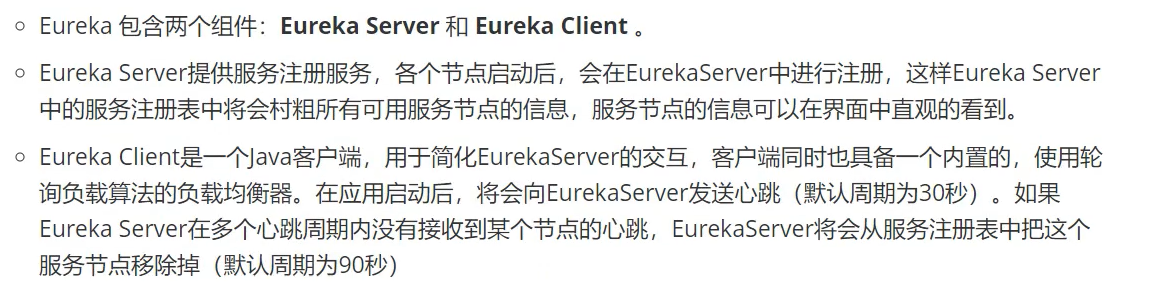 Eureka 包含两个组件：Eureka Server 和 Eureka Client 。
Eureka Server提供服务注册服务，各个节点启动后，会在EurekaServer中进行注册，这样Eureka Server
中的服务注册表中将会村粗所有可用服务节点的信息，服务节点的信息可以在界面中直观的看到。
Eureka Client是一个Java客户端，用于简化EurekaServer的交互，客户端同时也具备一个内置的，使用轮
询负载算法的负载均衡器。在应用启动后，将会向EurekaServer发送心跳（默认周期为30秒）。如果
Eureka Server在多个心跳周期内没有接收到某个节点的心跳，EurekaServer将会从服务注册表中把这个
服务节点移除掉（默认周期为90秒）